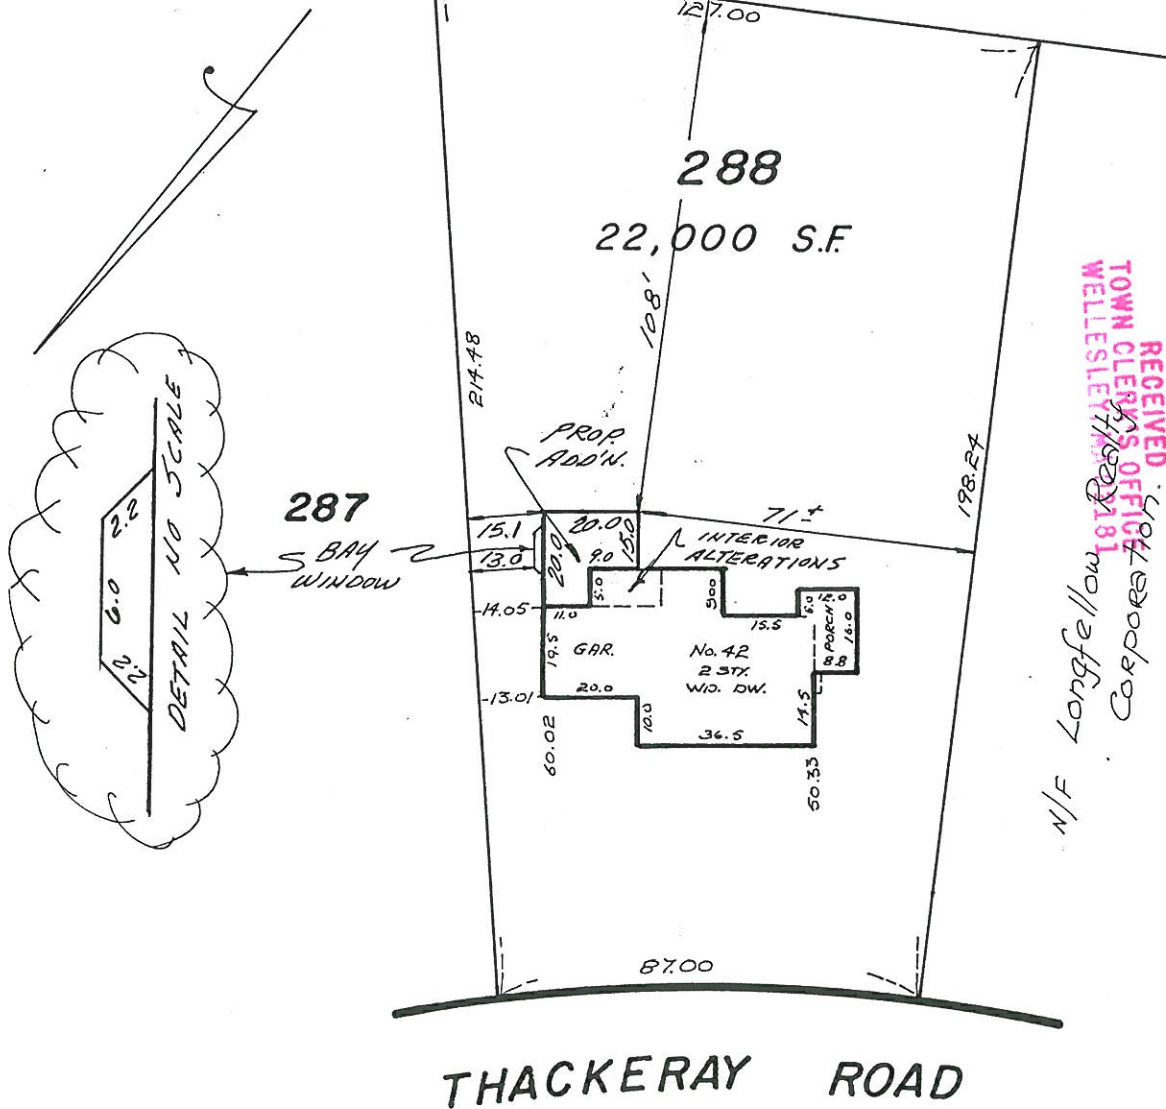 127.00
288
22,000 S.F.
108'
214.48
198.24
RECEIVED
TOWN CLERK'S OFFICE
WELLESLEY MA 02181
N/F Longfellow Realty
Corporation.
PROP.
ADD'N.
287
BAY
WINDOW
DETAIL NO SCALE
2.2
6.0
2.2
15.1
13.0
20.0
20.0
15.0
71±
INTERIOR
ALTERATIONS
9.0
5.0
11.0
14.05
9.00
15.5
6.0
12.0
PORCH
16.0
8.8
19.5
GAR.
No. 42
2 STY.
WD. DW.
20.0
13.01
10.0
36.5
14.5
60.02
50.33
87.00
THACKERAY ROAD